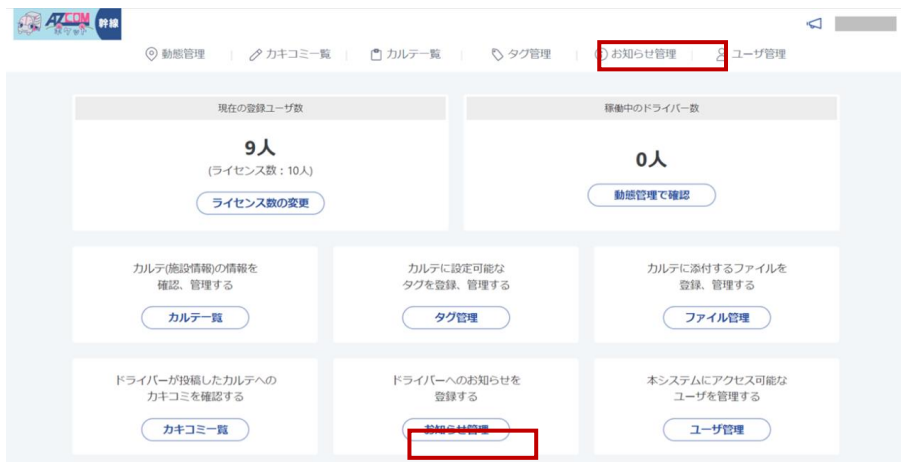 AZCOM 幹線
動態管理 カキコミ一覧 カルテ一覧 タグ管理 お知らせ管理 ユーザ管理
現在の登録ユーザ数 稼働中のドライバー数
9人
(ライセンス数：10人)
0人
ライセンス数の変更 動態管理で確認
カルテ(施設情報)の情報を
確認、管理する
カルテ一覧
カルテに設定可能な
タグを登録、管理する
タグ管理
カルテに添付するファイルを
登録、管理する
ファイル管理
ドライバーが投稿したカルテへの
カキコミを確認する
カキコミ一覧
ドライバーへのお知らせを
登録する
お知らせ管理
本システムにアクセス可能な
ユーザを管理する
ユーザ管理